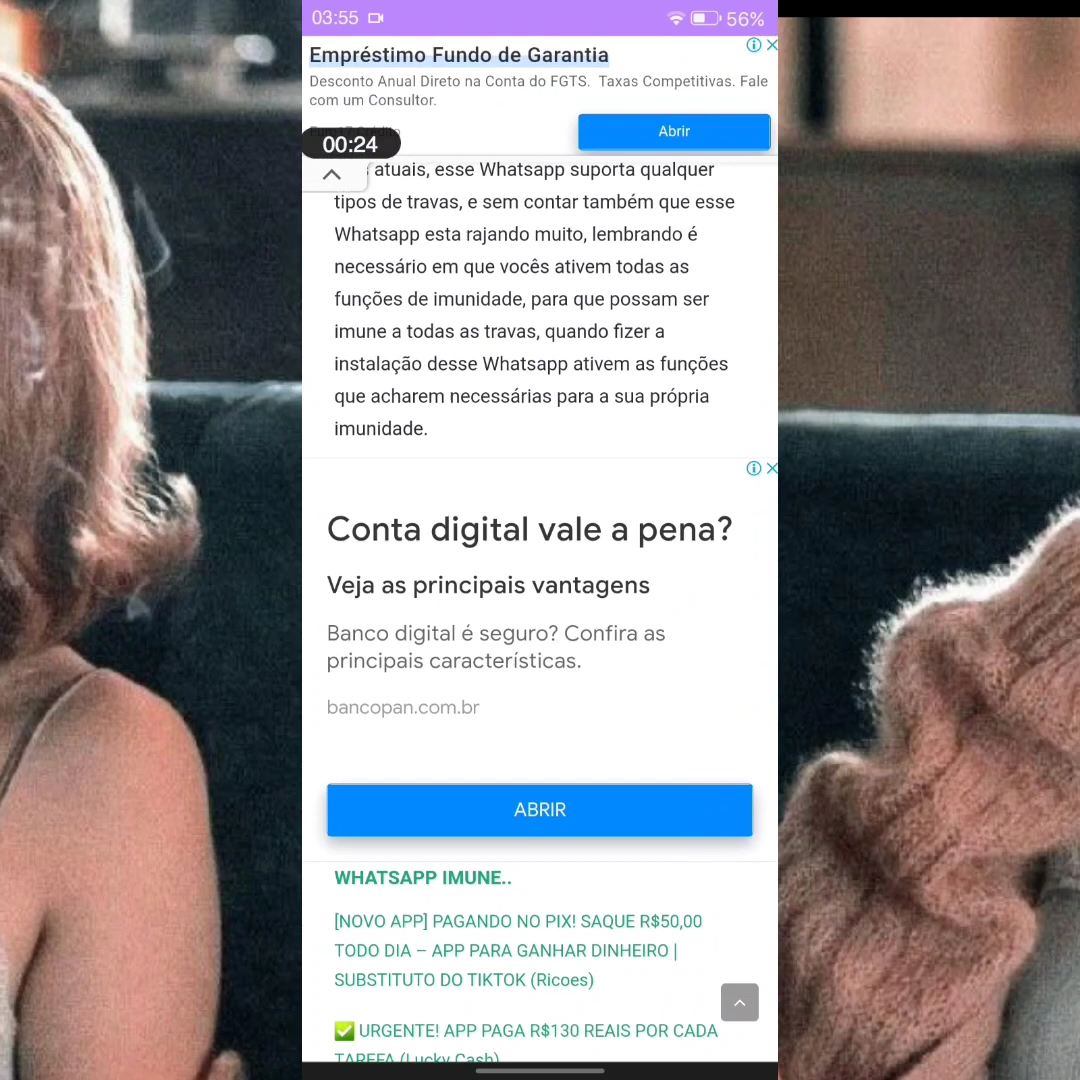 03:55
56%
Empréstimo Fundo de Garantia
Desconto Anual Direto na Conta do FGTS. Taxas Competitivas. Fale
com um Consultor.
Abrir
00:24
atuais, esse Whatsapp suporta qualquer
tipos de travas, e sem contar também que esse
Whatsapp esta rajando muito, lembrando é
necessário em que vocês ativem todas as
funções de imunidade, para que possam ser
imune a todas as travas, quando fizer a
instalação desse Whatsapp ativem as funções
que acharem necessárias para a sua própria
imunidade.
Conta digital vale a pena?
Veja as principais vantagens
Banco digital é seguro? Confira as
principais características.
bancopan.com.br
ABRIR
WHATSAPP IMUNE..
[NOVO APP] PAGANDO NO PIX! SAQUE R$50,00
TODO DIA – APP PARA GANHAR DINHEIRO |
SUBSTITUTO DO TIKTOK (Ricoes)
✅ URGENTE! APP PAGA R$130 REAIS POR CADA
TAREFA (Lucky Cash)